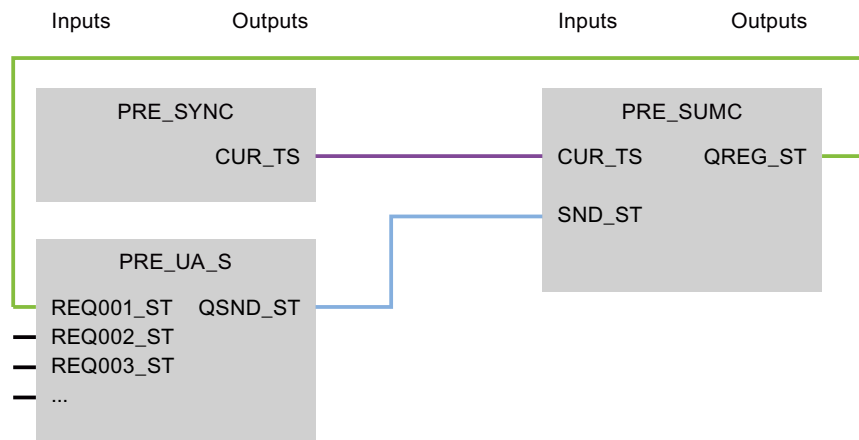 Inputs Outputs Inputs Outputs
PRE_SYNC
CUR_TS
PRE_SUMC
CUR_TS QREG_ST
SND_ST
PRE_UA_S
REQ001_ST QSND_ST
REQ002_ST
REQ003_ST
...